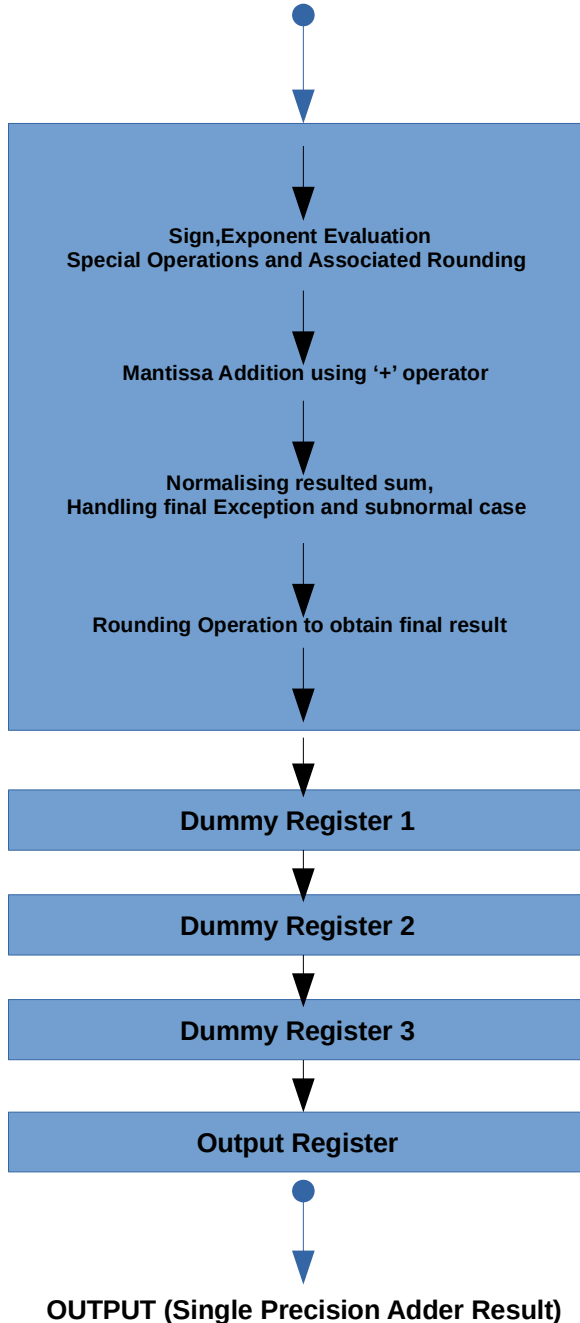 Sign,Exponent Evaluation
Special Operations and Associated Rounding
Mantissa Addition using ‘+’ operator
Normalising resulted sum,
Handling final Exception and subnormal case
Rounding Operation to obtain final result
Dummy Register 1
Dummy Register 2
Dummy Register 3
Output Register
OUTPUT (Single Precision Adder Result)